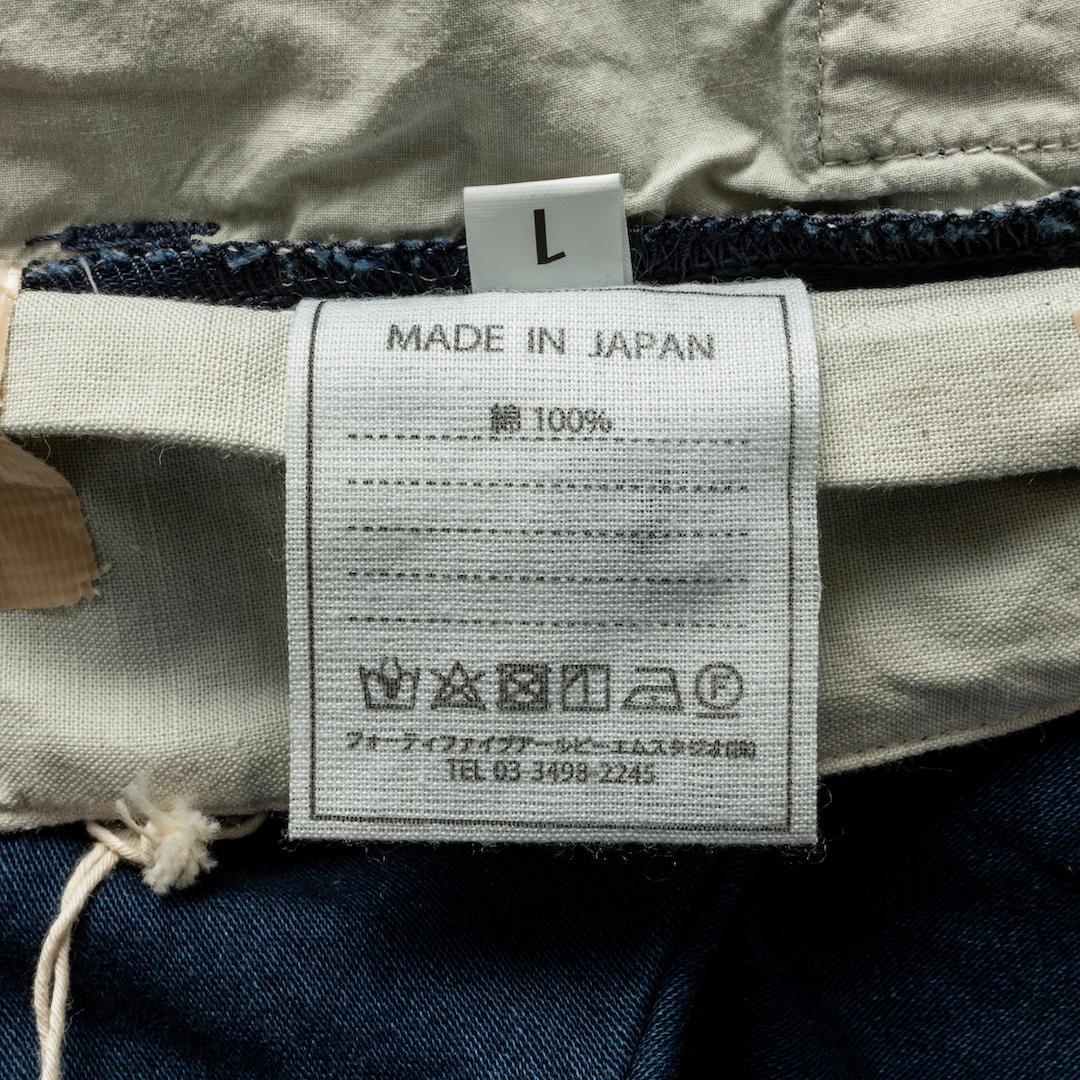 1
MADE IN JAPAN
綿 100%
F
フォーティファイブアールピーエムスタジオ㈱
TEL 03-3498-2245